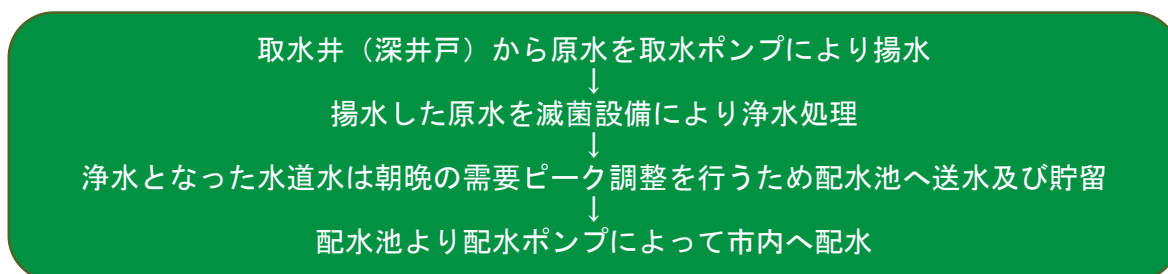 取水井（深井戸）から原水を取水ポンプにより揚水
↓
揚水した原水を滅菌設備により浄水処理
↓
浄水となった水道水は朝晩の需要ピーク調整を行うため配水池へ送水及び貯留
↓
配水池より配水ポンプによって市内へ配水